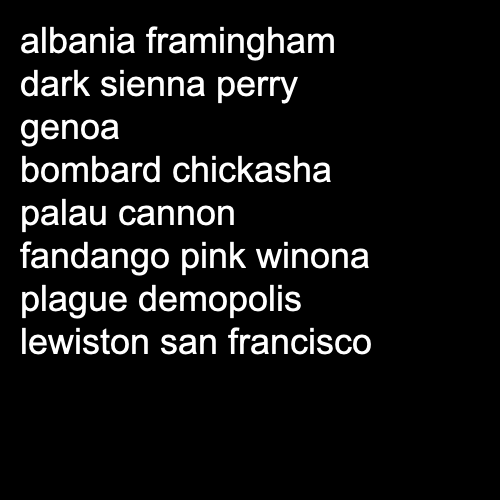 albania framingham
dark sienna perry
genoa
bombard chickasha
palau cannon
fandango pink winona
plague demopolis
lewiston san francisco